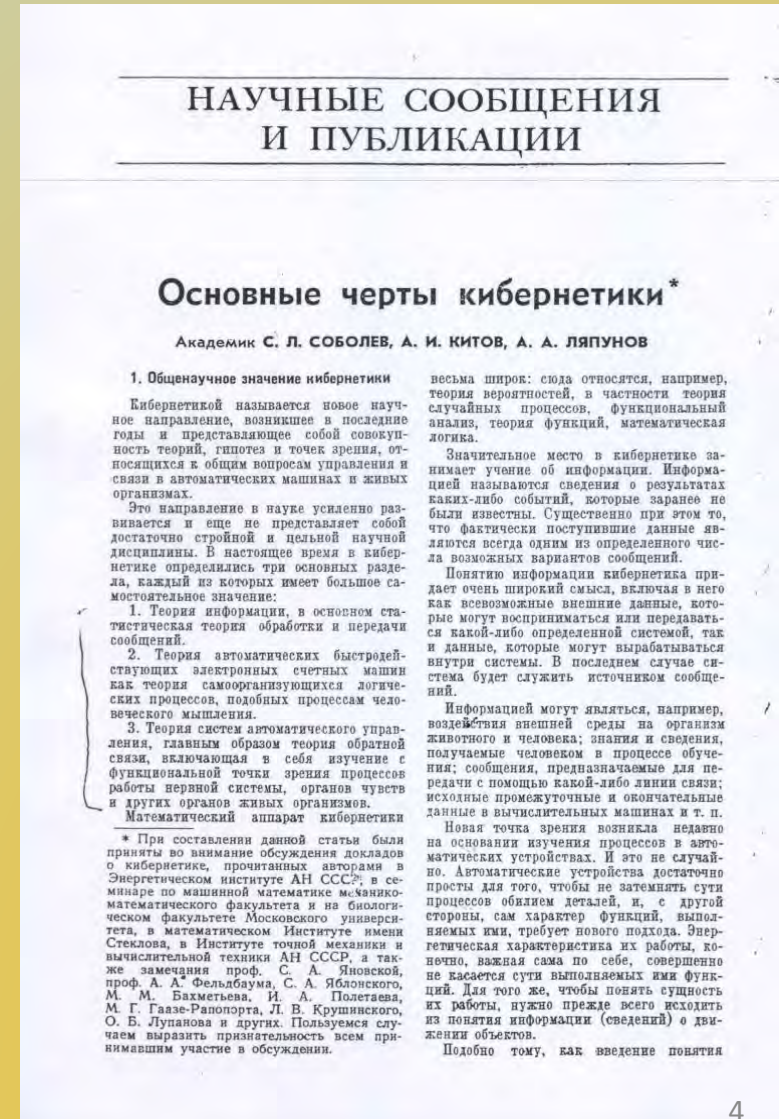 НАУЧНЫЕ СООБЩЕНИЯ
И ПУБЛИКАЦИИ
Основные черты кибернетики*
Академик С. Л. СОБОЛЕВ, А. И. КИТОВ, А. А. ЛЯПУНОВ
1. Общенаучное значение кибернетики
Кибернетикой называется новое науч-
ное направление, возникшее в последние
годы и представляющее собой совокуп-
ность теорий, гипотез и точек зрения, от-
носящихся к общим вопросам управления и
связи в автоматических машинах и живых
организмах.
Это направление в науке усиленно раз-
вивается и еще не представляет собой
достаточно стройной и цельной научной
дисциплины. В настоящее время в кибер-
нетике определились три основных разде-
ла, каждый из которых имеет большое са-
мостоятельное значение:
1. Теория информации, в основном ста-
тистическая теория обработки и передачи
сообщений.
2. Теория автоматических быстродей-
ствующих электронных счетных машин
как теория самоорганизующихся логиче-
ских процессов, подобных процессам чело-
веческого мышления.
3. Теория систем автоматического управ-
ления, главным образом теория обратной
связи, включающая в себя изучение с
функциональной точки зрения процессов
работы нервной системы, органов чувств
и других органов живых организмов.
Математический аппарат кибернетики
* При составлении данной статьи были
приняты во внимание обсуждения докладов
о кибернетике, прочитанных авторами в
Энергетическом институте АН СССР, в се-
минаре по машинной математике механико-
математического факультета и на биологи-
ческом факультете Московского универси-
тета, в математическом Институте имени
Стеклова, в Институте точной механики и
вычислительной техники АН СССР, а так-
же замечания проф. С. А. Яновской,
проф. А. А. Фельдбаума, С. А. Яблонского,
М. М. Бахметьева, И. А. Полетаева,
М. Г. Гаазе-Рапопорта, Л. В. Крушинского,
О. Б. Лупанова и других. Пользуемся слу-
чаем выразить признательность всем при-
нимавшим участие в обсуждении.
весьма широк: сюда относятся, например,
теория вероятностей, в частности теория
случайных процессов, функциональный
анализ, теория функций, математическая
логика.
Значительное место в кибернетике за-
нимает учение об информации. Информа-
цией называются сведения о результатах
каких-либо событий, которые заранее не
были известны. Существенно при этом то,
что фактически поступившие данные яв-
ляются всегда одним из определенного чис-
ла возможных вариантов сообщений.
Понятию информации кибернетика при-
дает очень широкий смысл, включая в него
как всевозможные внешние данные, кото-
рые могут восприниматься или передавать-
ся какой-либо определенной системой, так
и данные, которые могут вырабатываться
внутри системы. В последнем случае си-
стема будет служить источником сообще-
ний.
Информацией могут являться, например,
воздействия внешней среды на организм
животного и человека; знания и сведения,
получаемые человеком в процессе обуче-
ния; сообщения, предназначаемые для пе-
редачи с помощью какой-либо линии связи;
исходные промежуточные и окончательные
данные в вычислительных машинах и т. п.
Новая точка зрения возникла недавно
на основании изучения процессов в авто-
матических устройствах. И это не случай-
но. Автоматические устройства достаточно
просты для того, чтобы не затемнять сути
процессов обилием деталей, и, с другой
стороны, сам характер функций, выпол-
няемых ими, требует нового подхода. Энер-
гетическая характеристика их работы, ко-
нечно, важная сама по себе, совершенно
не касается сути выполняемых ими функ-
ций. Для того же, чтобы понять сущность
их работы, нужно прежде всего исходить
из понятия информации (сведений) о дви-
жении объектов.
Подобно тому, как введение понятия
4